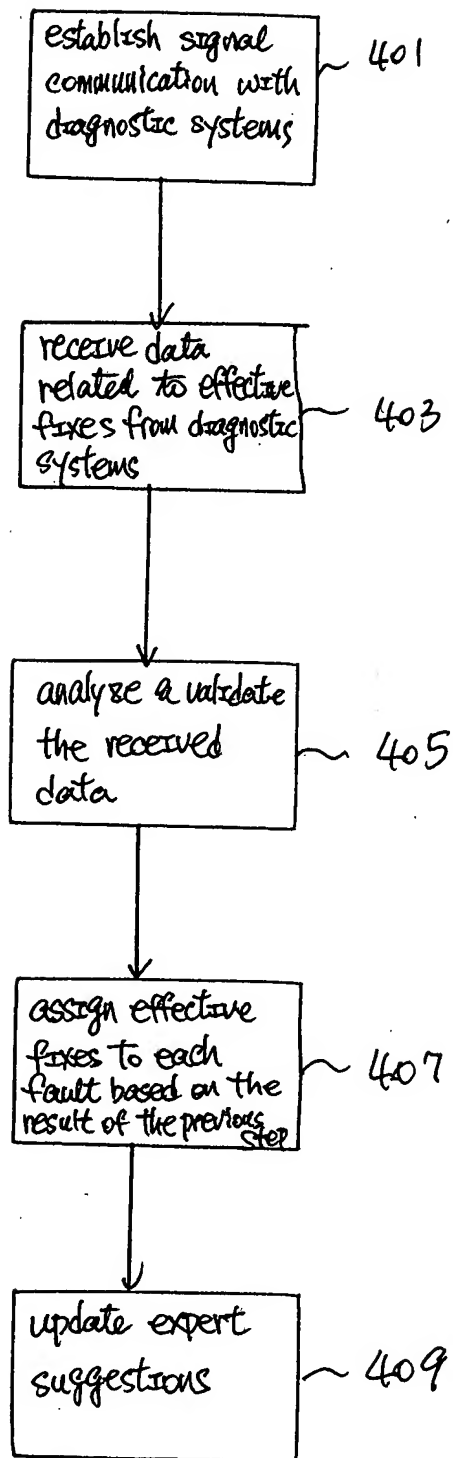 establish signal
communication with
diagnostic systems
401
receive data
related to effective
fixes from diagnostic
systems
403
analyze & validate
the received
data
405
assign effective
fixes to each
fault based on the
result of the previous
step
407
update expert
suggestions
409